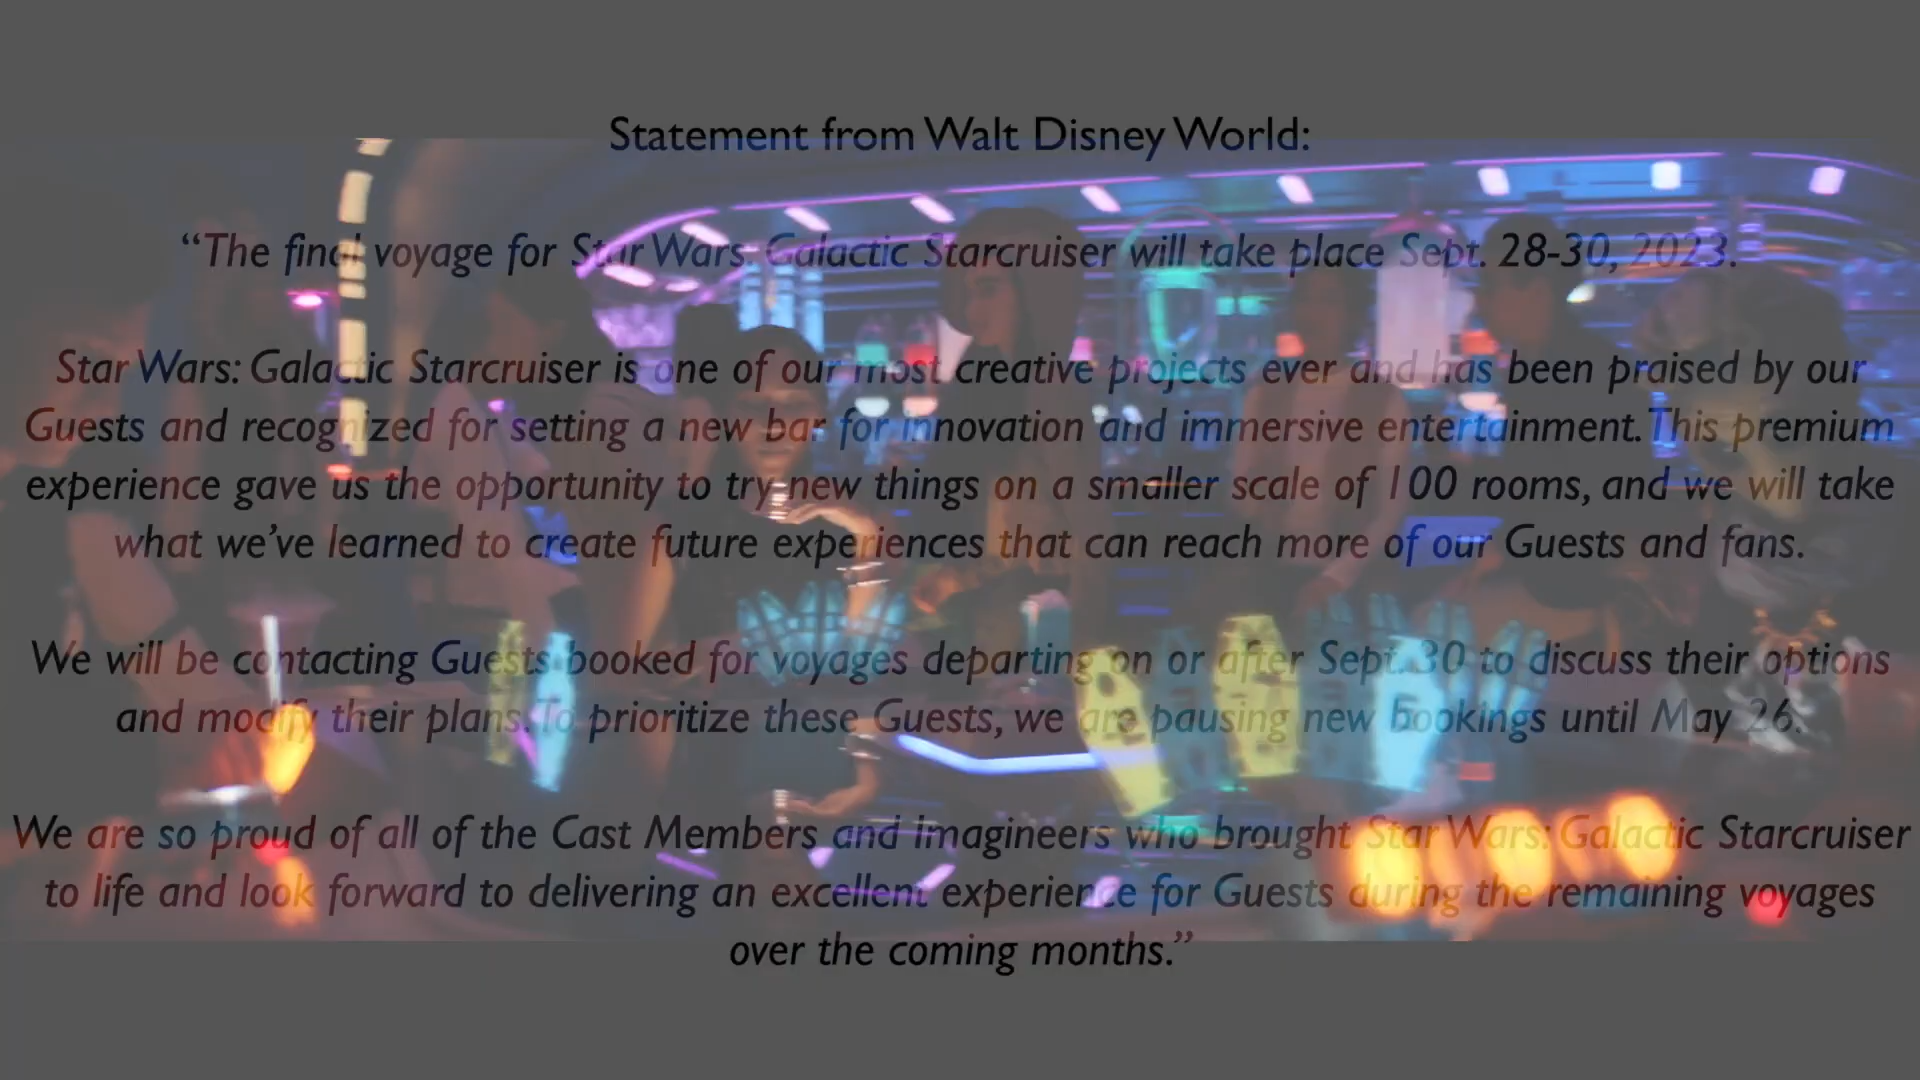 Statement from Walt Disney World:
“The final voyage for Star Wars: Galactic Starcruiser will take place Sept. 28-30, 2023.
Star Wars: Galactic Starcruiser is one of our most creative projects ever and has been praised by our
Guests and recognized for setting a new bar for innovation and immersive entertainment. This premium
experience gave us the opportunity to try new things on a smaller scale of 100 rooms, and we will take
what we’ve learned to create future experiences that can reach more of our Guests and fans.
We will be contacting Guests booked for voyages departing on or after Sept. 30 to discuss their options
and modify their plans. To prioritize these Guests, we are pausing new bookings until May 26.
We are so proud of all of the Cast Members and Imagineers who brought Star Wars: Galactic Starcruiser
to life and look forward to delivering an excellent experience for Guests during the remaining voyages
over the coming months.”